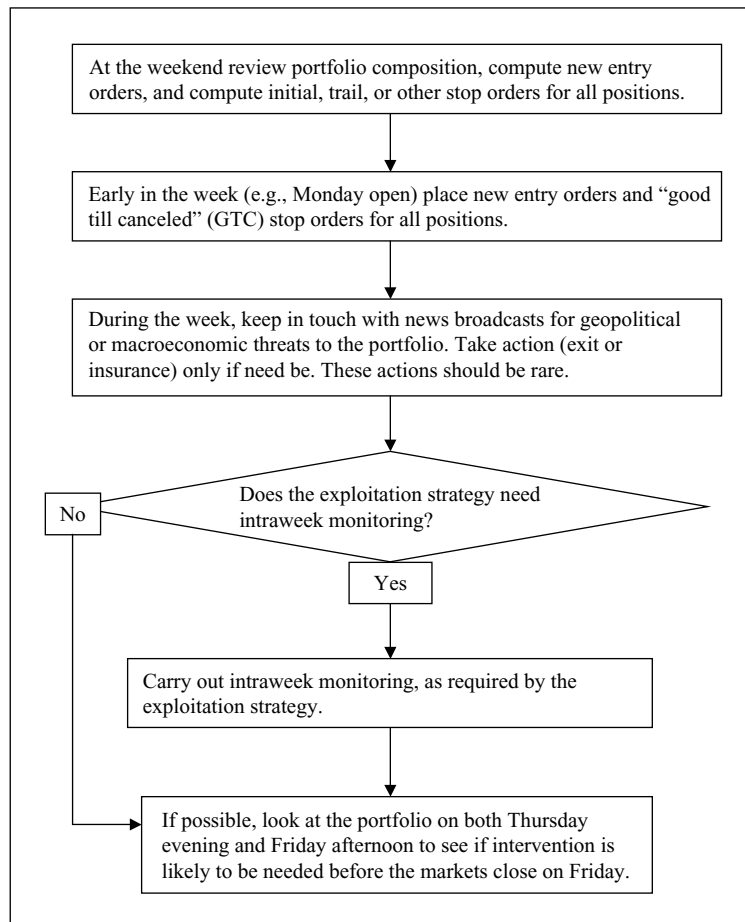 At the weekend review portfolio composition, compute new entry
orders, and compute initial, trail, or other stop orders for all positions.
Early in the week (e.g., Monday open) place new entry orders and “good
till canceled” (GTC) stop orders for all positions.
During the week, keep in touch with news broadcasts for geopolitical
or macroeconomic threats to the portfolio. Take action (exit or
insurance) only if need be. These actions should be rare.
Does the exploitation strategy need
intraweek monitoring?
No
Yes
Carry out intraweek monitoring, as required by the
exploitation strategy.
If possible, look at the portfolio on both Thursday
evening and Friday afternoon to see if intervention is
likely to be needed before the markets close on Friday.